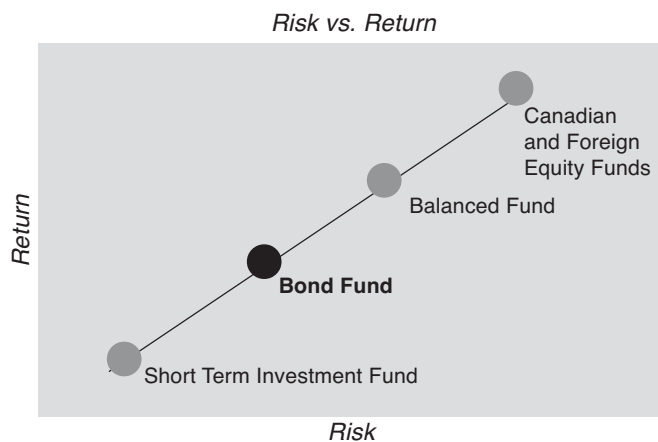 Risk vs. Return
Canadian
and Foreign
Equity Funds
Balanced Fund
Return
Bond Fund
Short Term Investment Fund
Risk